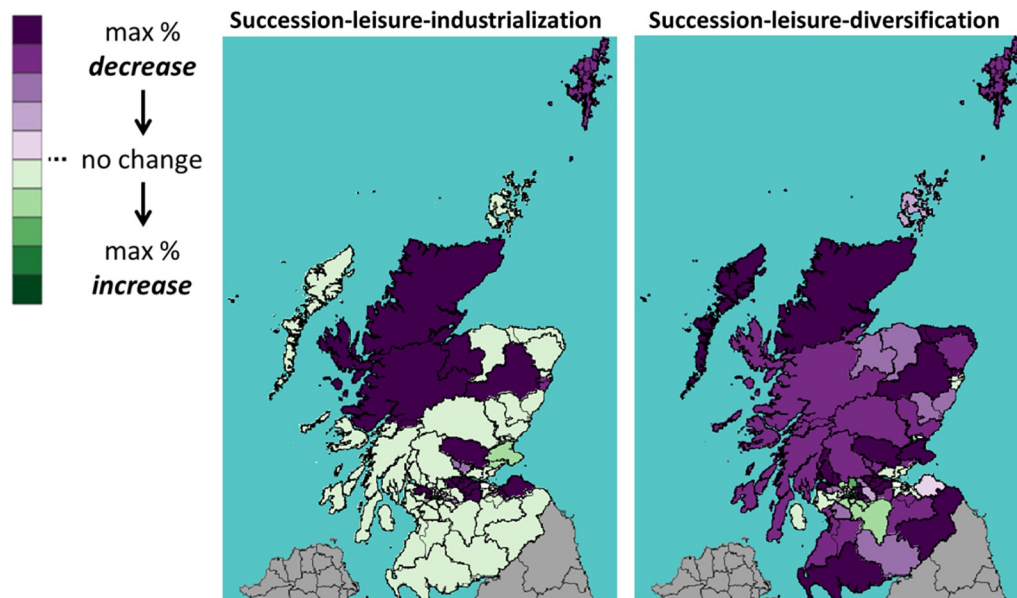 Succession-leisure-industrialization
Succession-leisure-diversification
max %
decrease
··· no change
max %
increase